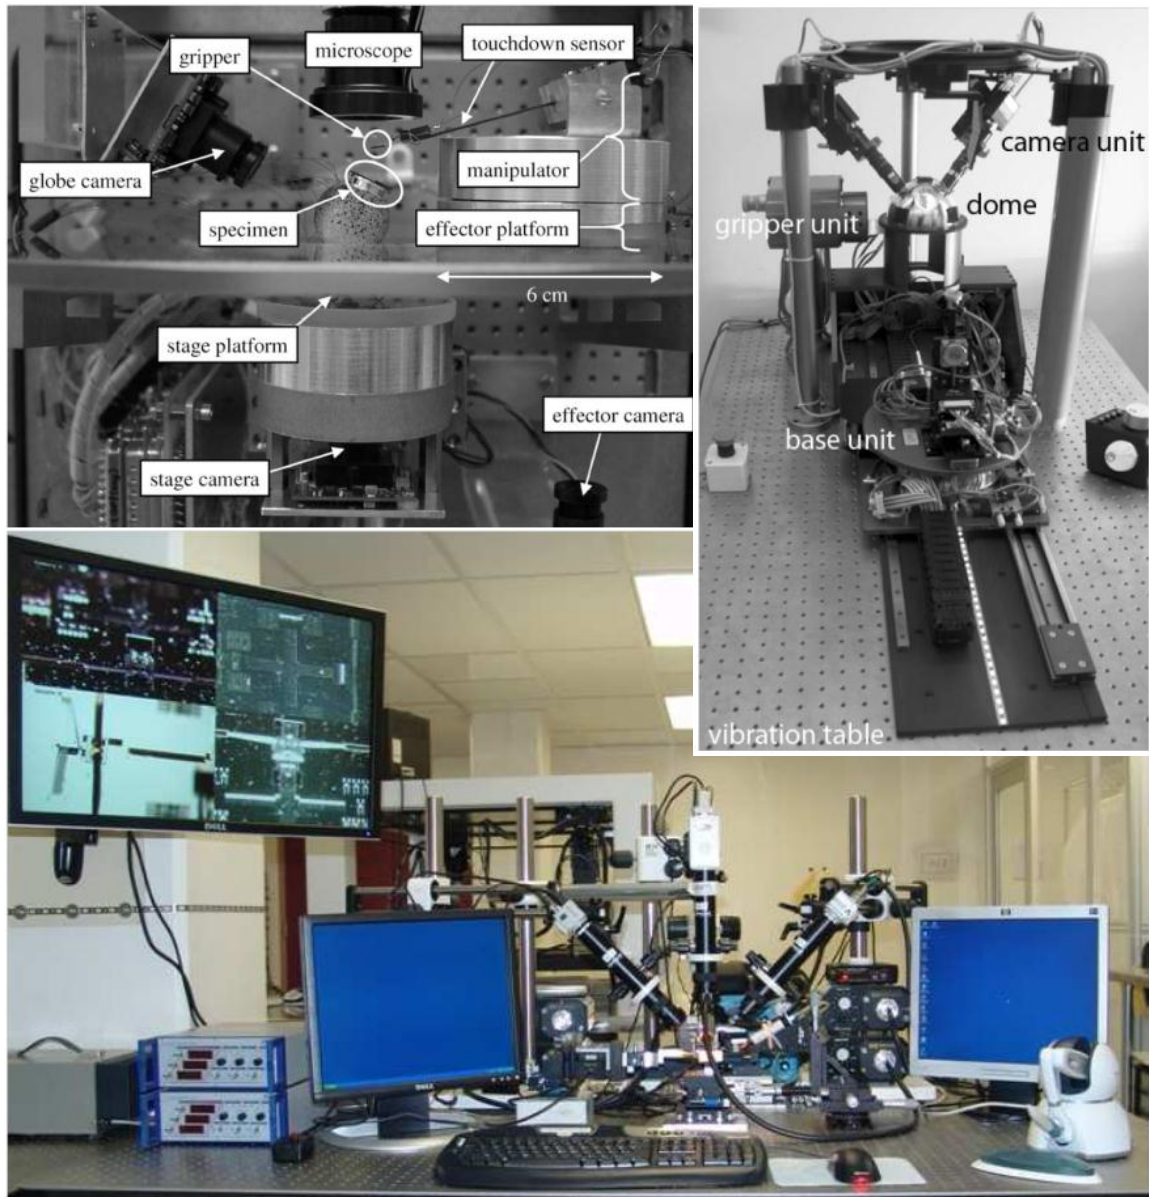 microscope
touchdown sensor
gripper
globe camera
manipulator
specimen
effector platform
6 cm
stage platform
effector camera
stage camera
camera unit
dome
gripper unit
base unit
vibration table
DELL
DELL